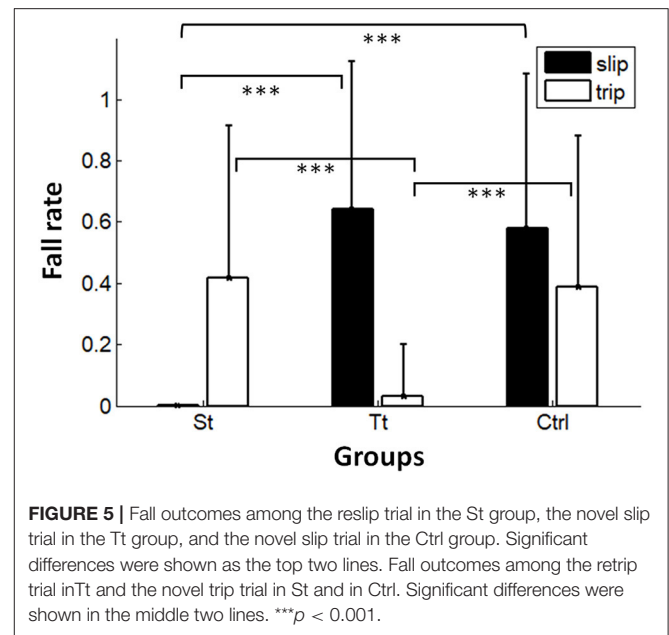 ***
***
***
***
slip
trip
1
0.8
0.6
0.4
0.2
0
Fall rate
St Tt Ctrl
Groups
FIGURE 5 | Fall outcomes among the reslip trial in the St group, the novel slip
trial in the Tt group, and the novel slip trial in the Ctrl group. Significant
differences were shown as the top two lines. Fall outcomes among the retrip
trial inTt and the novel trip trial in St and in Ctrl. Significant differences were
shown in the middle two lines. ***p < 0.001.